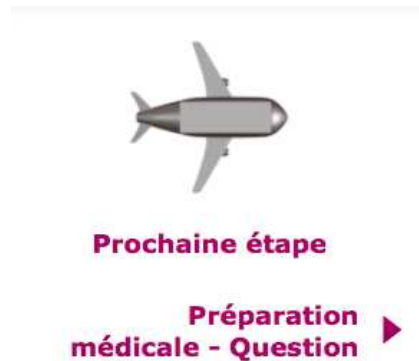 Prochaine étape
Préparation
médicale - Question